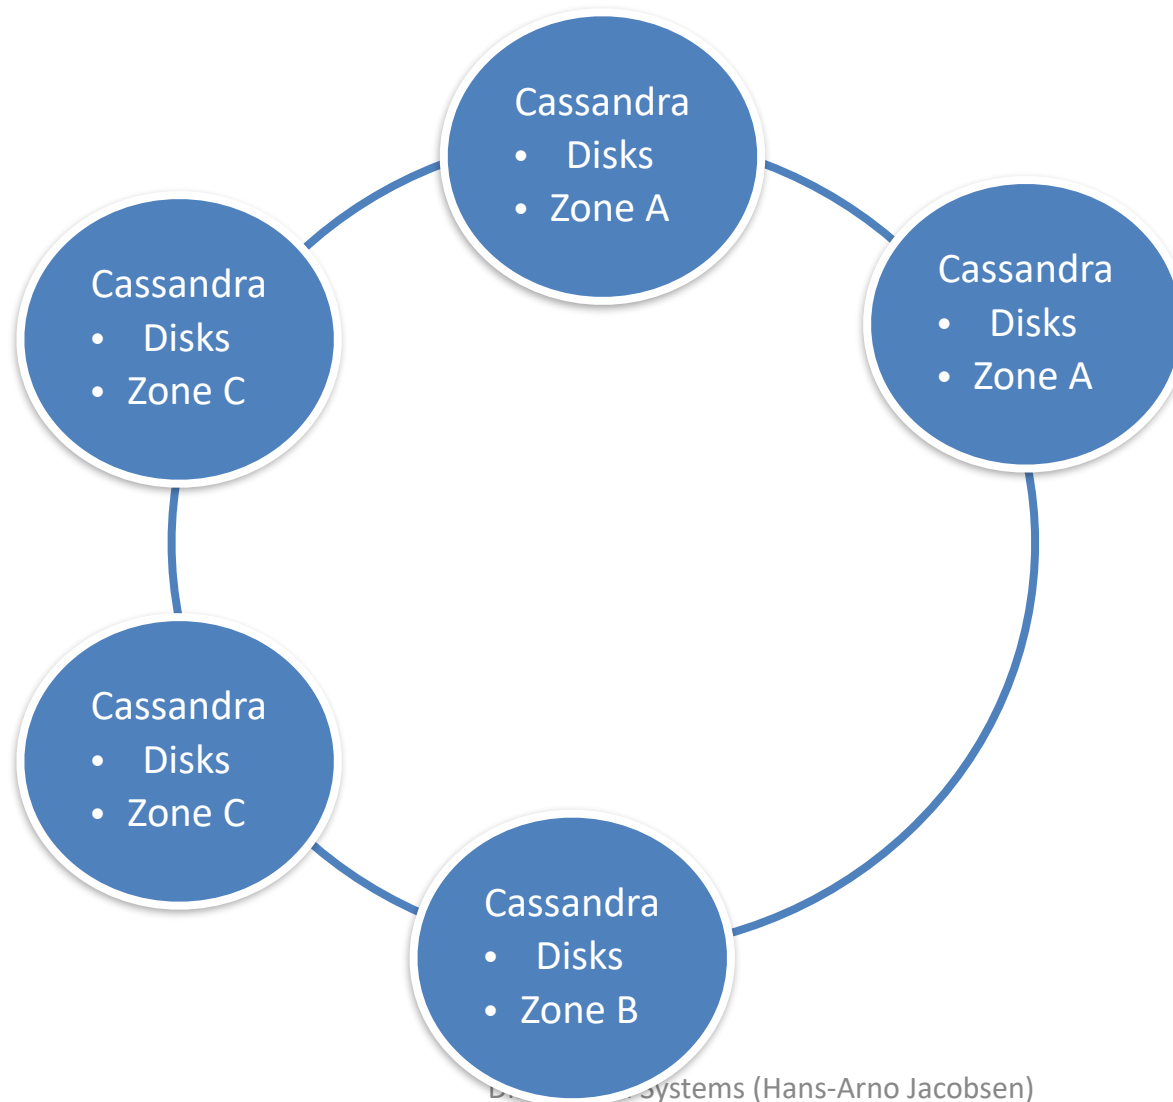 Cassandra
• Disks
• Zone A
Cassandra
• Disks
• Zone A
Cassandra
• Disks
• Zone C
Cassandra
• Disks
• Zone C
Cassandra
• Disks
• Zone B
Systems (Hans-Arno Jacobsen)